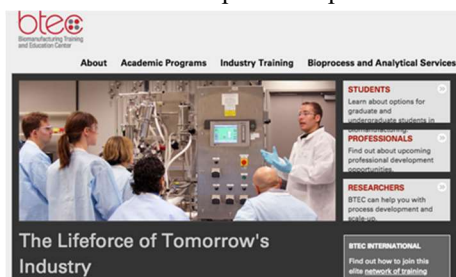 btec
Biomanufacturing Training
and Education Center
About Academic Programs Industry Training Bioprocess and Analytical Services
STUDENTS
Learn about options for
graduate and
undergraduate students in
biomanufacturing.
PROFESSIONALS
Find out about upcoming
professional development
opportunities.
RESEARCHERS
BTEC can help you with
process development and
scale-up.
The Lifeforce of Tomorrow's
Industry
BTEC INTERNATIONAL
Find out how to join this
elite network of training